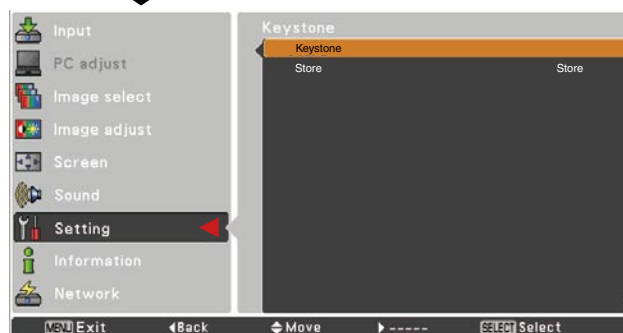 Input
PC adjust
Image select
Image adjust
Screen
Sound
Setting
Information
Network
Keystone
Keystone
Store Store
MENU Exit ◀Back ⬍Move ▶----- SELECT Select